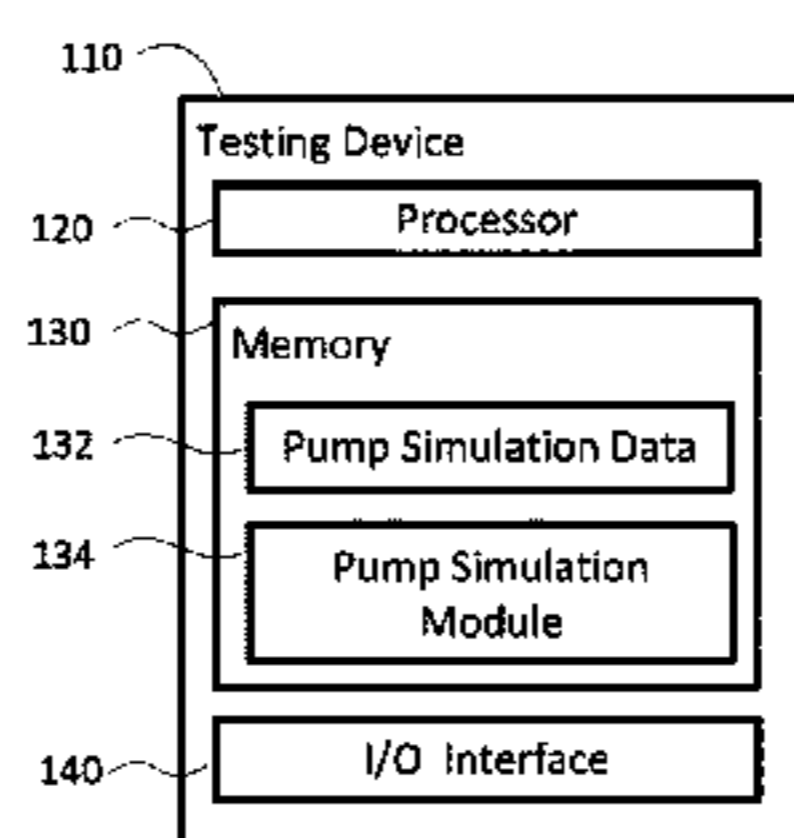 110
Testing Device
120
Processor
130
Memory
132
Pump Simulation Data
134
Pump Simulation
Module
140
I/O Interface